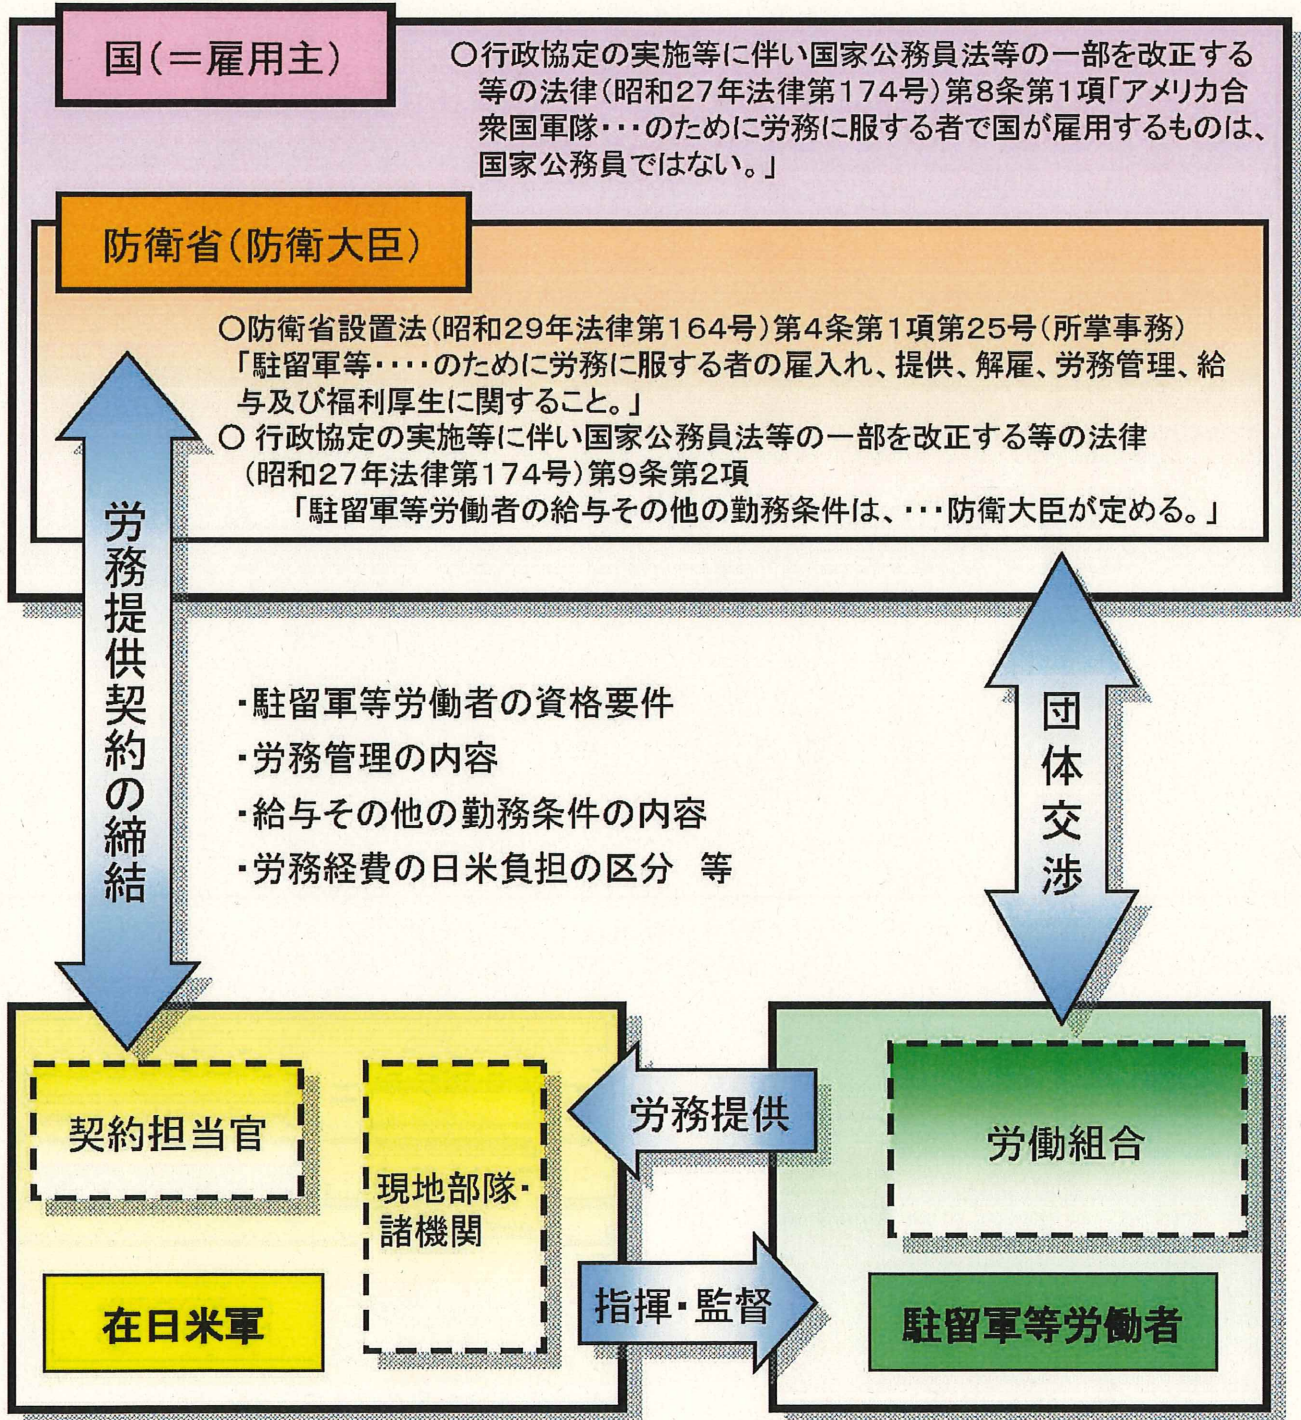 国(＝雇用主)
○行政協定の実施等に伴い国家公務員法等の一部を改正する
等の法律(昭和27年法律第174号)第8条第1項「アメリカ合
衆国軍隊・・・のために労務に服する者で国が雇用するものは、
国家公務員ではない。」
防衛省(防衛大臣)
○防衛省設置法(昭和29年法律第164号)第4条第1項第25号(所掌事務)
「駐留軍等・・・・のために労務に服する者の雇入れ、提供、解雇、労務管理、給
与及び福利厚生に関すること。」
○ 行政協定の実施等に伴い国家公務員法等の一部を改正する等の法律
(昭和27年法律第174号)第9条第2項
「駐留軍等労働者の給与その他の勤務条件は、・・・防衛大臣が定める。」
労務提供契約の締結
・駐留軍等労働者の資格要件
・労務管理の内容
・給与その他の勤務条件の内容
・労務経費の日米負担の区分 等
団体交渉
契約担当官
現地部隊・
諸機関
在日米軍
労務提供
指揮・監督
労働組合
駐留軍等労働者